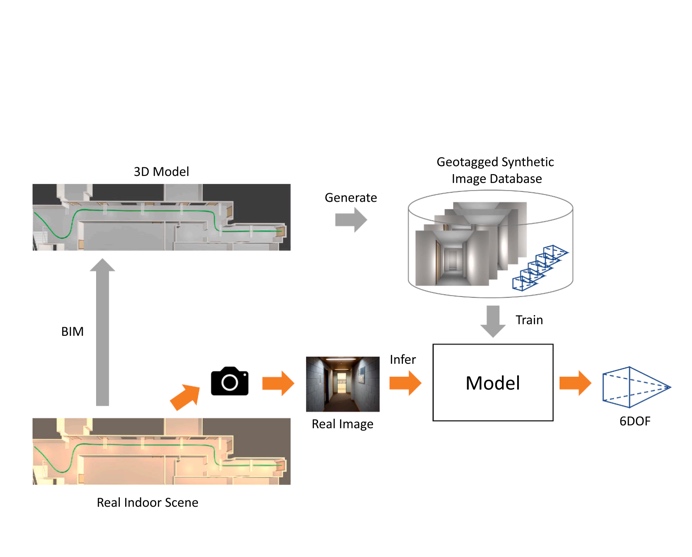 3D Model
Geotagged Synthetic
Image Database
Generate
BIM
Train
Infer
Model
Real Image
6DOF
Real Indoor Scene